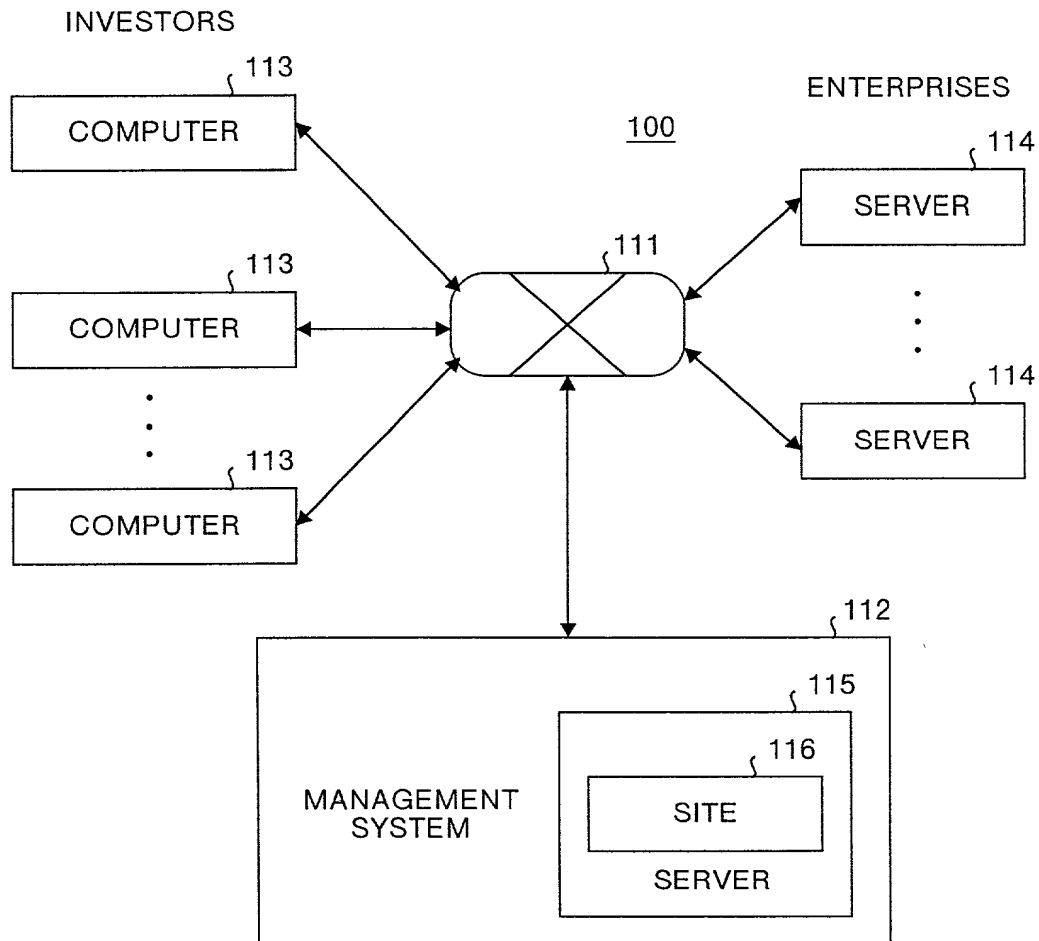 INVESTORS
113
COMPUTER
113
COMPUTER
113
COMPUTER
100
111
ENTERPRISES
114
SERVER
114
SERVER
112
MANAGEMENT
SYSTEM
115
116
SITE
SERVER